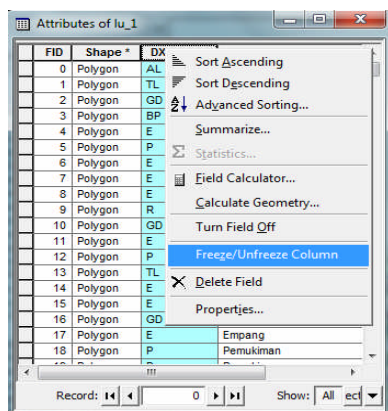 Attributes of lu_1
FID Shape * DX
0 Polygon AL Sort Ascending
1 Polygon TL Sort Descending
2 Polygon GD Advanced Sorting...
3 Polygon BP
4 Polygon E Summarize...
5 Polygon P Statistics...
6 Polygon E
7 Polygon E Field Calculator...
8 Polygon E Calculate Geometry...
9 Polygon R
10 Polygon GD Turn Field Off
11 Polygon E Freeze/Unfreeze Column
12 Polygon P
13 Polygon TL Delete Field
14 Polygon E
15 Polygon E Properties...
16 Polygon GD
17 Polygon E Empang
18 Polygon P Pemukiman
Record: 0 Show: All ect